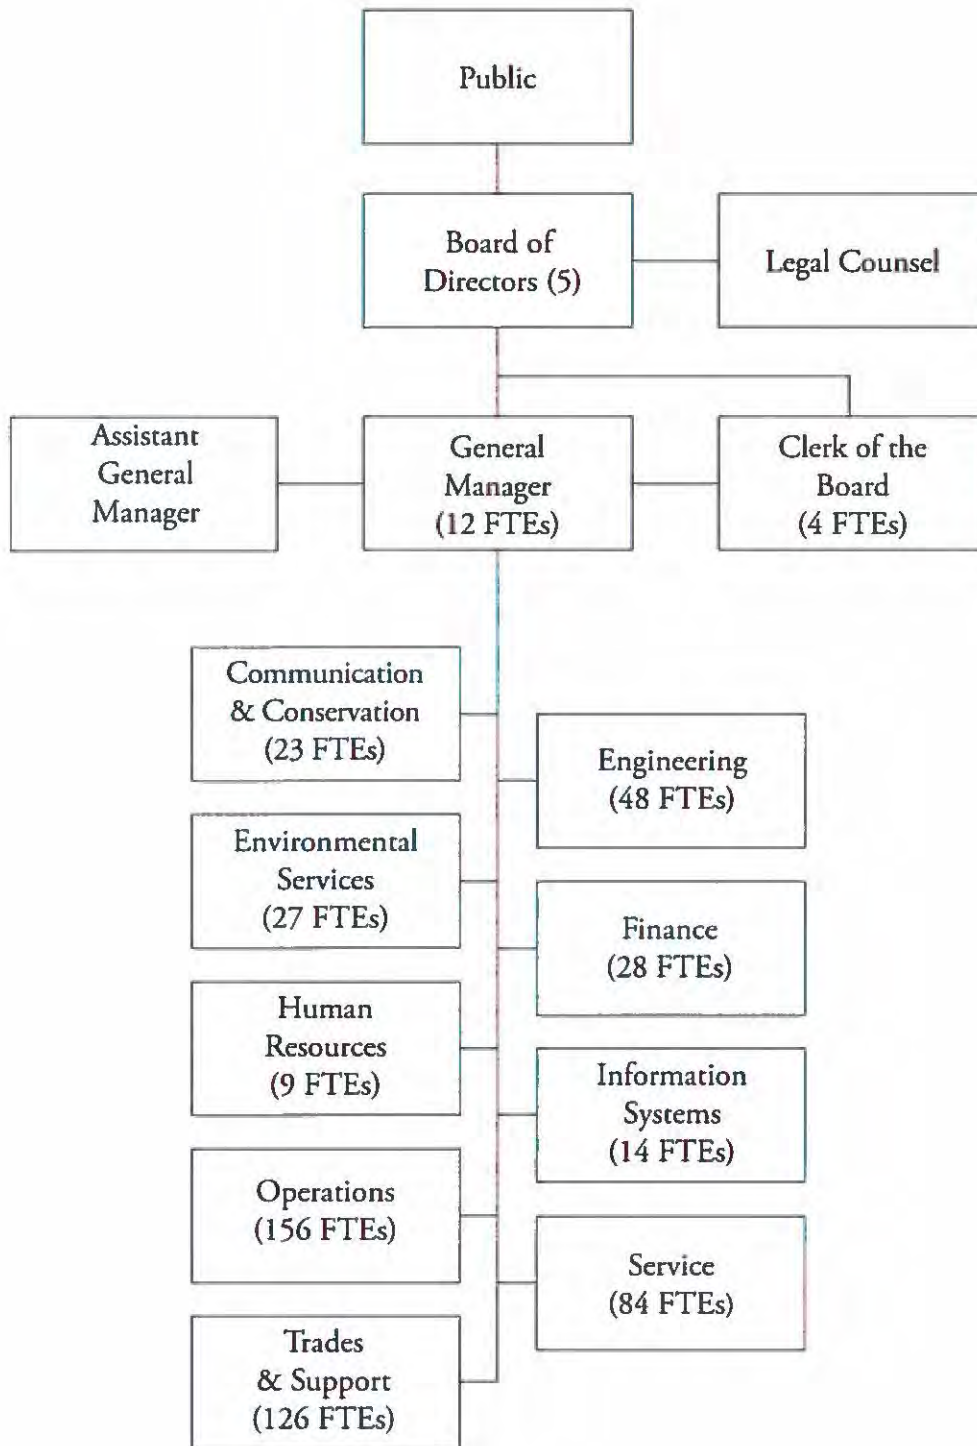 Public
Board of
Directors (5)
Legal Counsel
Assistant
General
Manager
General
Manager
(12 FTEs)
Clerk of the
Board
(4 FTEs)
Communication
& Conservation
(23 FTEs)
Engineering
(48 FTEs)
Environmental
Services
(27 FTEs)
Finance
(28 FTEs)
Human
Resources
(9 FTEs)
Information
Systems
(14 FTEs)
Operations
(156 FTEs)
Service
(84 FTEs)
Trades
& Support
(126 FTEs)